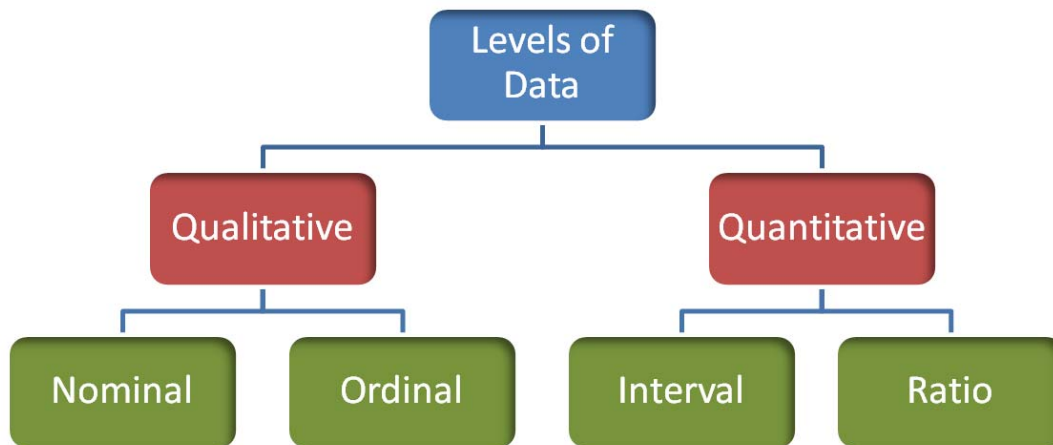 Levels of
Data
Qualitative
Quantitative
Nominal
Ordinal
Interval
Ratio